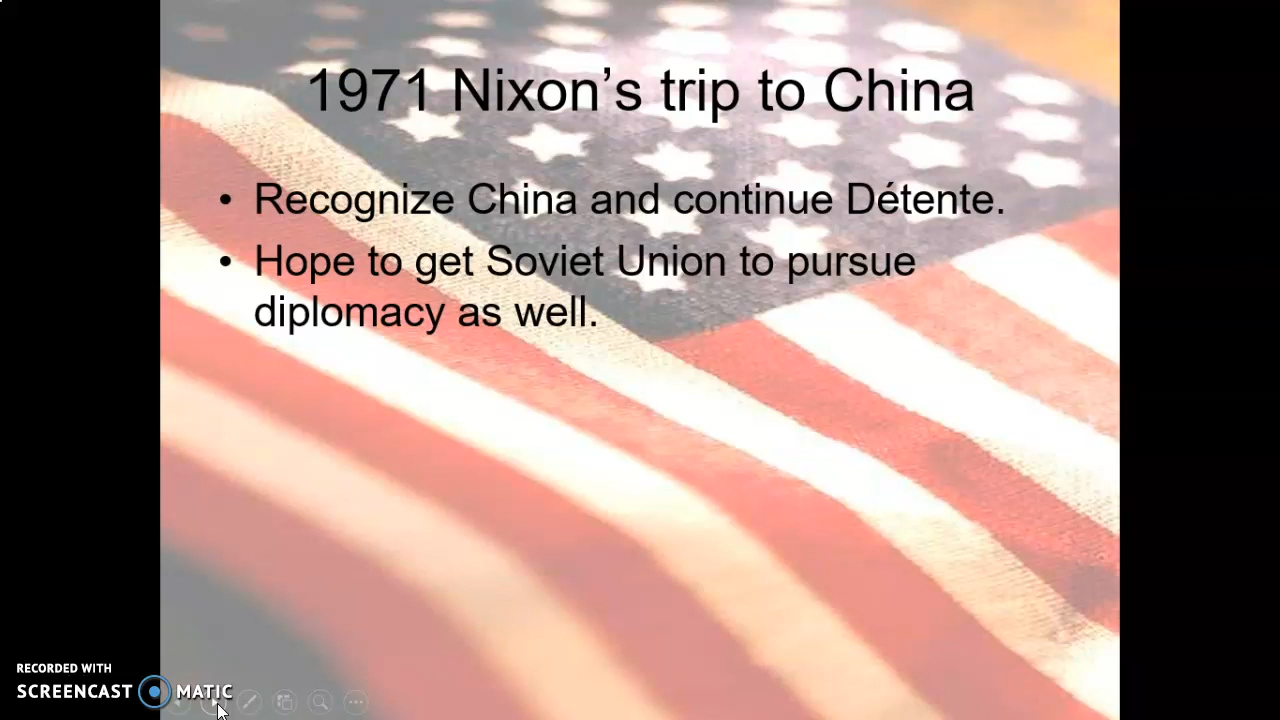 1971 Nixon’s trip to China
• Recognize China and continue Détente.
• Hope to get Soviet Union to pursue
diplomacy as well.
RECORDED WITH
SCREENCAST MATIC